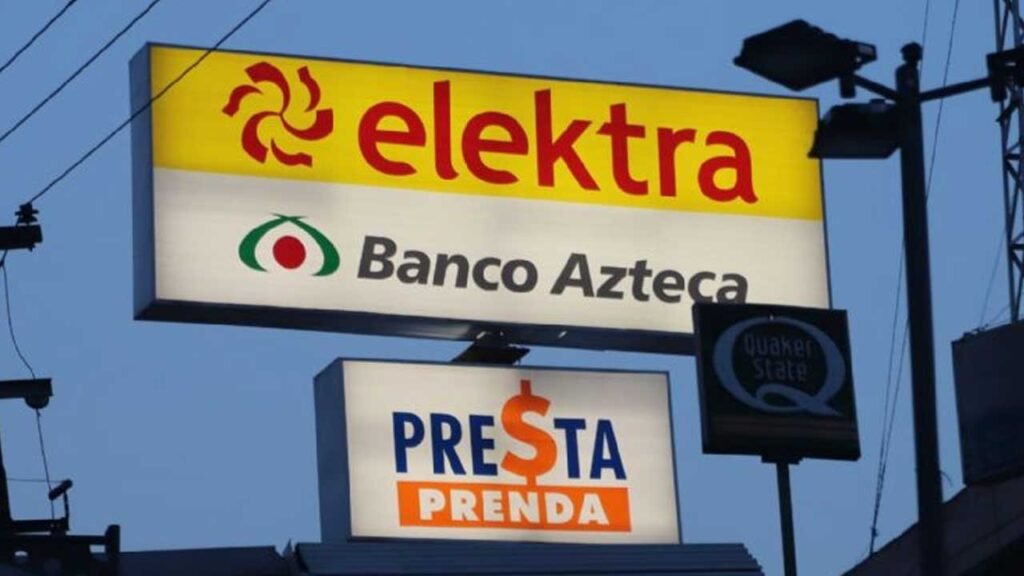 elektra
Banco Azteca
PRE$TA
PRENDA
Quaker
State